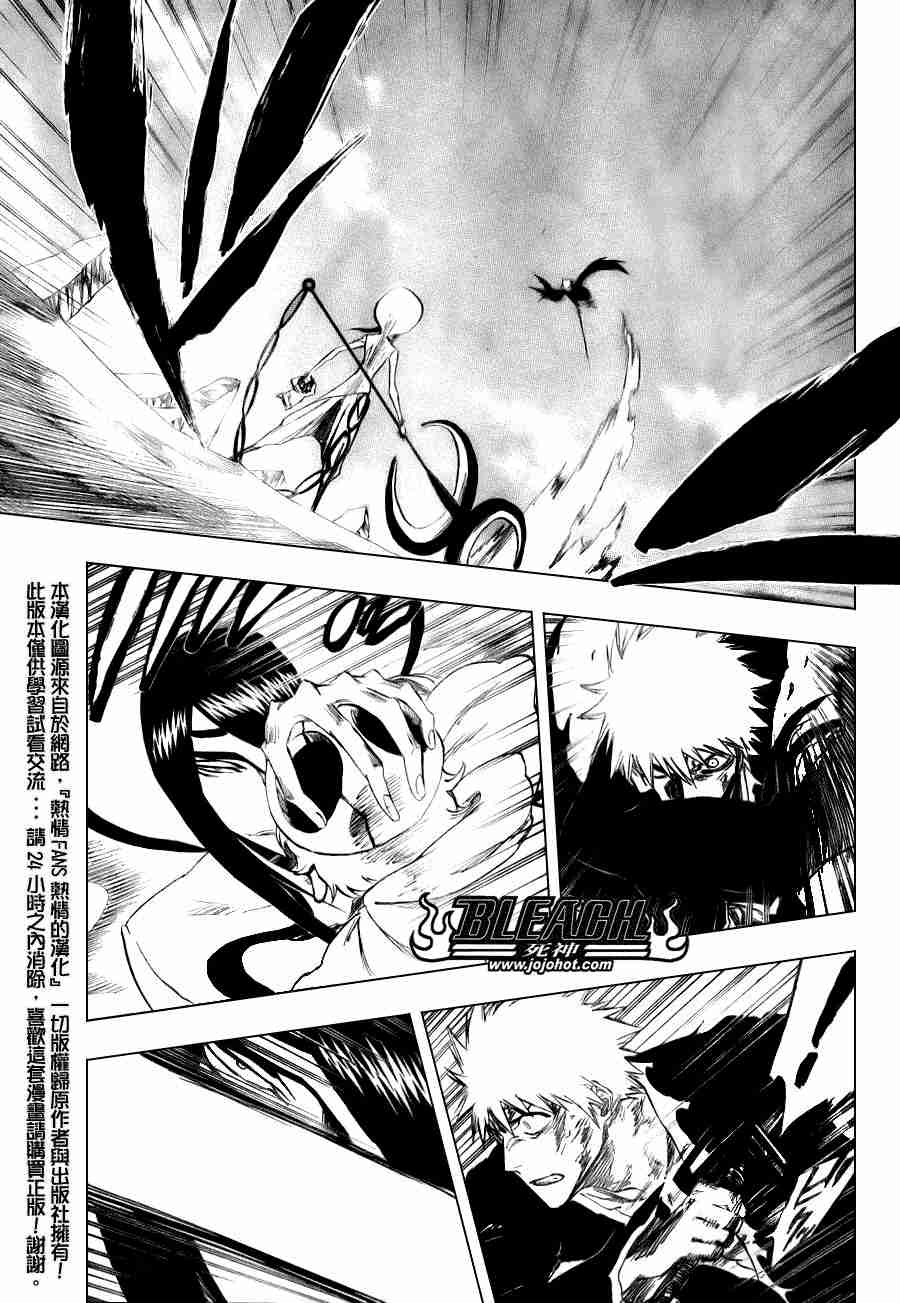 本漢化圖源來自於網路，『熱情FANS 熱情的漢化』一切版權歸原作者與出版社擁有！
此版本僅供學習試看交流… 請24小時之內消除，喜歡這套漫畫請購買正版！謝謝。
BLEACH
死神
www.jojohot.com